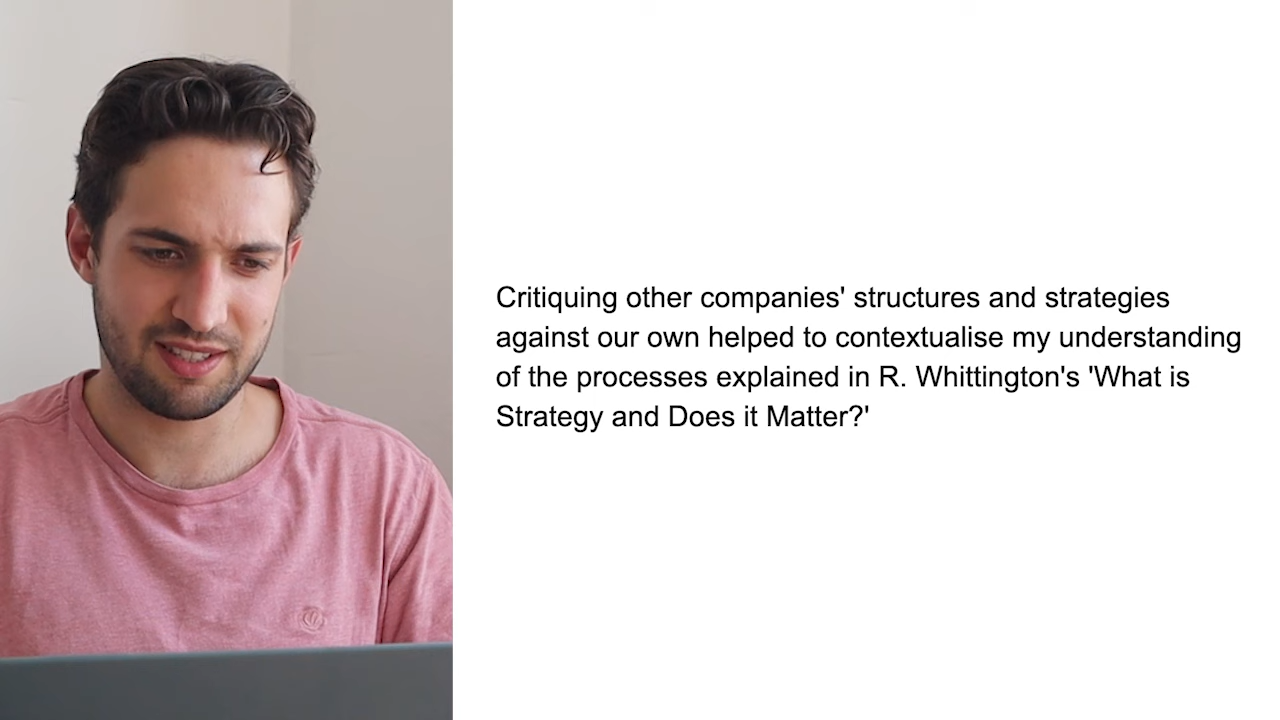 Critiquing other companies' structures and strategies
against our own helped to contextualise my understanding
of the processes explained in R. Whittington's 'What is
Strategy and Does it Matter?'